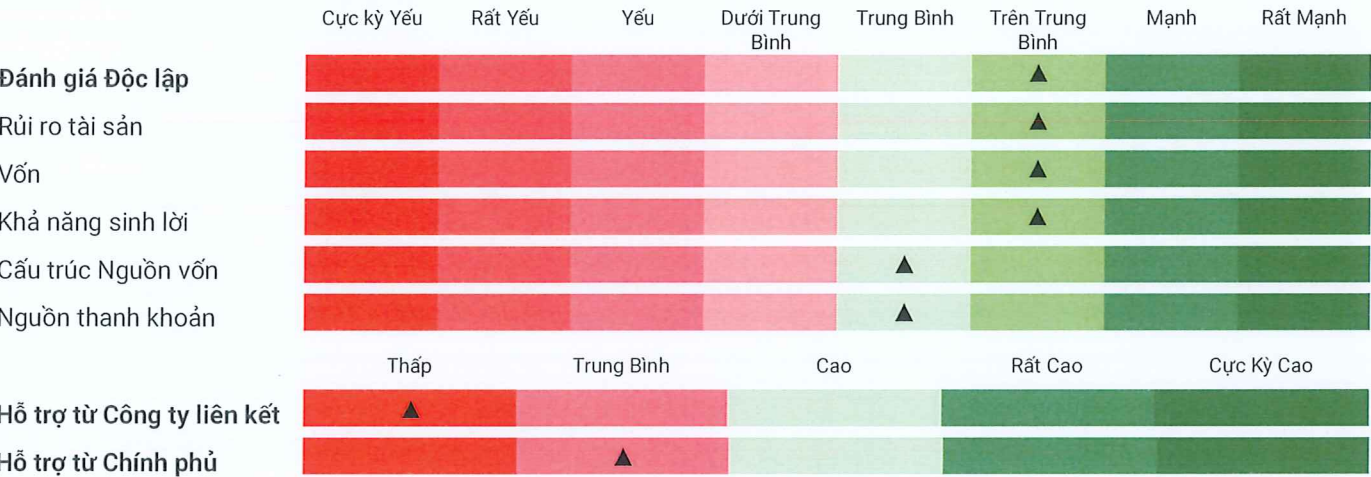 Cực kỳ Yếu Rất Yếu Yếu Dưới Trung Bình Trung Bình Trên Trung Bình Mạnh Rất Mạnh
Đánh giá Độc lập
Rủi ro tài sản
Vốn
Khả năng sinh lời
Cấu trúc Nguồn vốn
Nguồn thanh khoản
Thấp Trung Bình Cao Rất Cao Cực Kỳ Cao
Hỗ trợ từ Công ty liên kết
Hỗ trợ từ Chính phủ